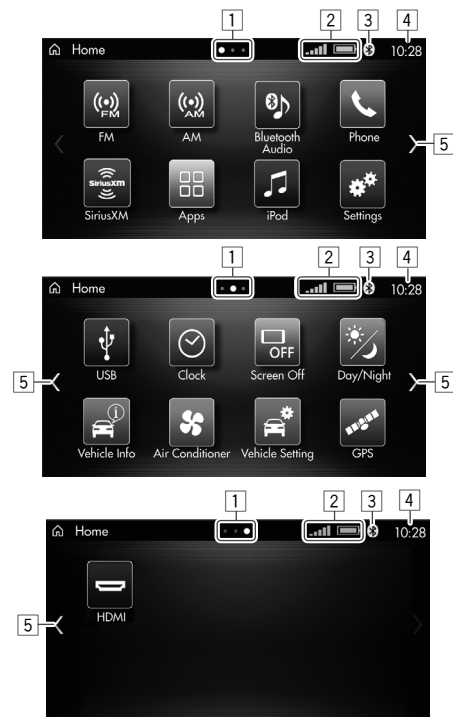 1 2 3 4
Home 10:28
FM AM
FM AM Bluetooth Audio Phone
5
SiriusXM
SiriusXM Apps iPod Settings
1 2 3 4
Home 10:28
OFF
USB Clock Screen Off Day/Night
5 5
Vehicle Info Air Conditioner Vehicle Setting GPS
1 2 3 4
Home 10:28
HDMI
5